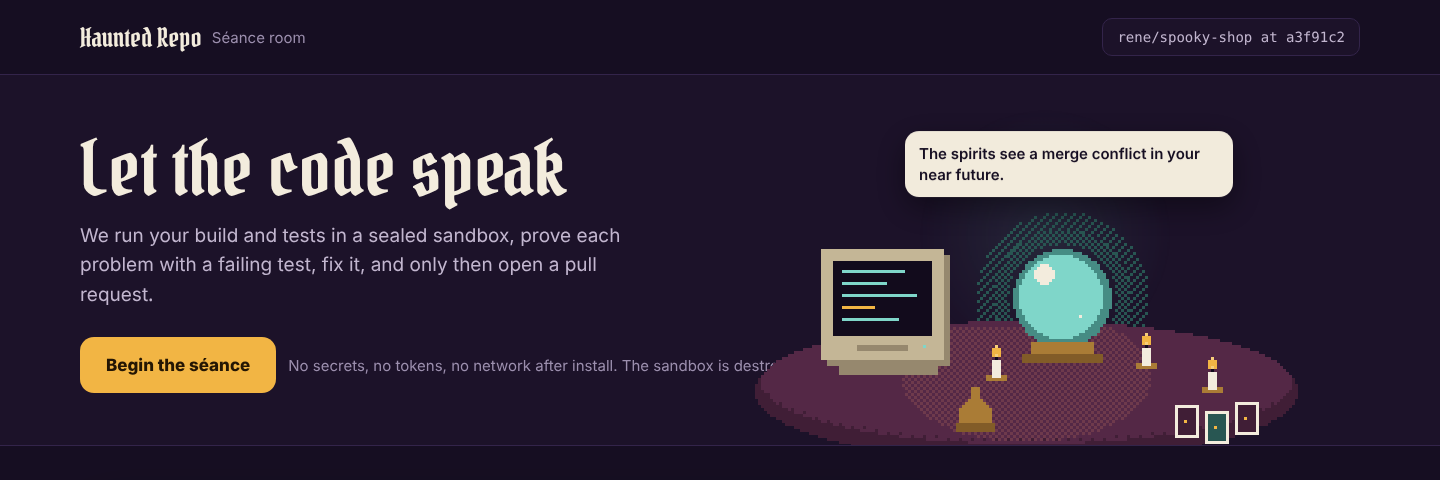 Haunted Repo
Séance room
rene/spooky-shop at a3f91c2
Let the code speak
We run your build and tests in a sealed sandbox, prove each
problem with a failing test, fix it, and only then open a pull
request.
Begin the séance
No secrets, no tokens, no network after install. The sandbox is
The spirits see a merge conflict in your
near future.